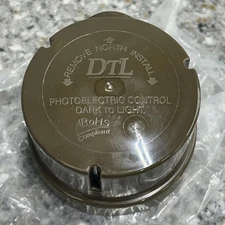 REMOVE NORTH INSTALL
DTL
PHOTOELECTRIC CONTROL
DARK TO LIGHT
RoHS
Compliant